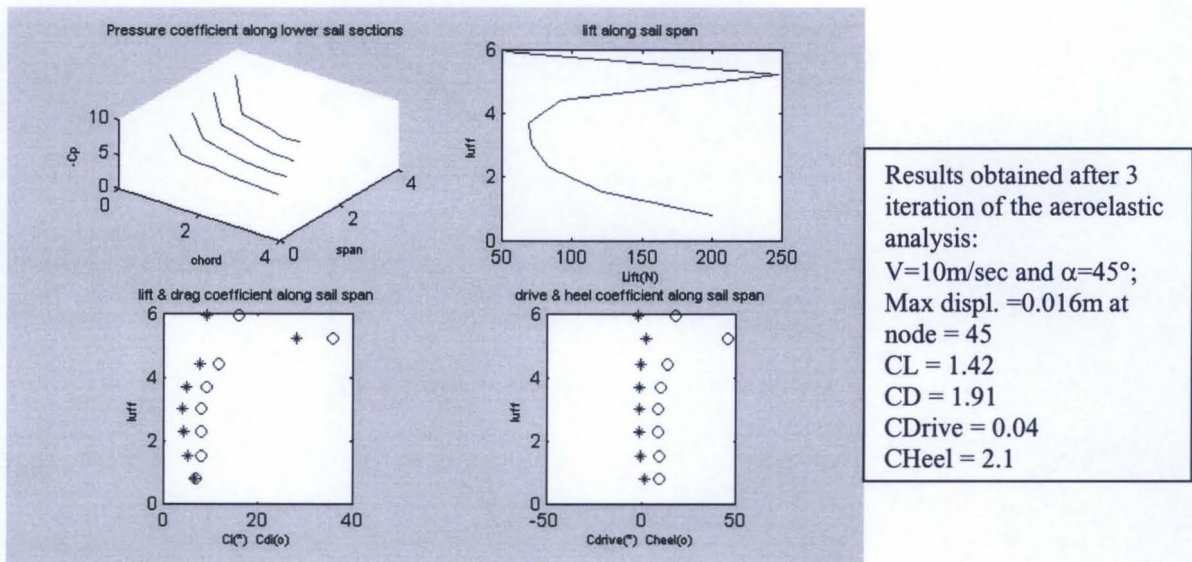 Pressure coefficient along lower sail sections
10
5
0
-Cp
0
2
4
chord
0
2
4
span
lift along sail span
6
4
2
0
luff
50 100 150 200 250
Lift(N)
lift & drag coefficient along sail span
6
4
2
0
luff
0 20 40
Cl(*) Cdi(o)
drive & heel coefficient along sail span
6
4
2
0
luff
-50 0 50
Cdrive(*) Cheel(o)
Results obtained after 3
iteration of the aeroelastic
analysis:
V=10m/sec and α=45°;
Max displ. =0.016m at
node = 45
CL = 1.42
CD = 1.91
CDrive = 0.04
CHeel = 2.1